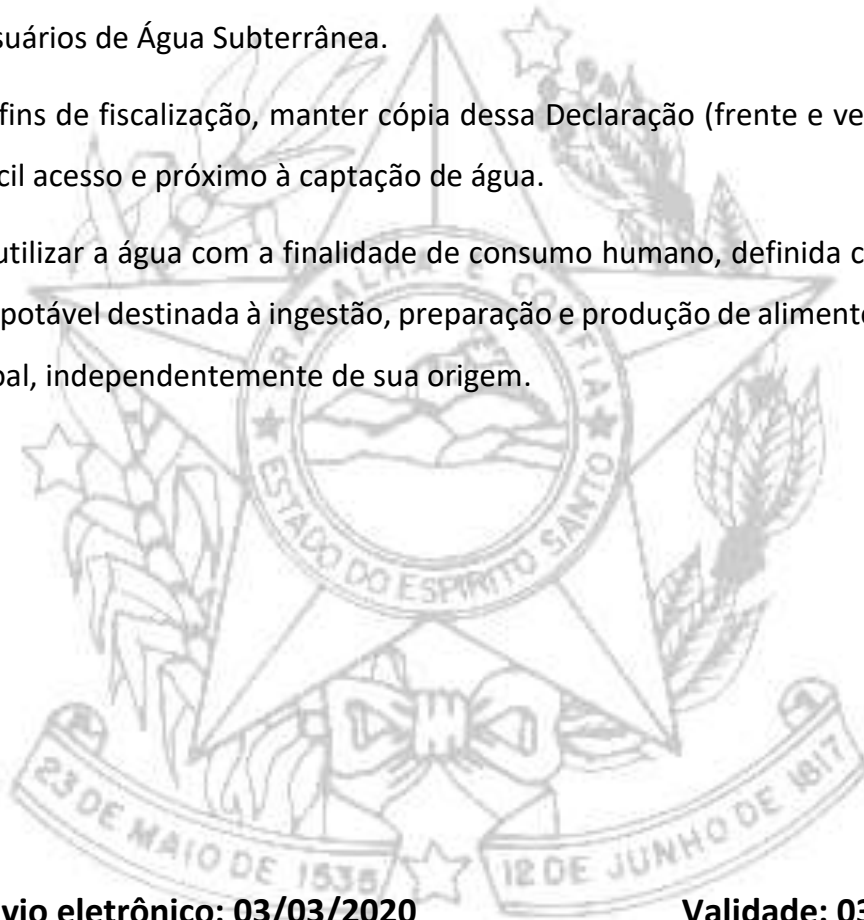 suários de Água Subterrânea.
fins de fiscalização, manter cópia dessa Declaração (frente e ve
cil acesso e próximo à captação de água.
utilizar a água com a finalidade de consumo humano, definida c
potável destinada à ingestão, preparação e produção de alimento
oal, independentemente de sua origem.
TRABALHA E CONFIA
ESTADO DO ESPIRITO SANTO
23 DE MAIO DE 1535
12 DE JUNHO DE 1817
vio eletrônico: 03/03/2020 Validade: 03